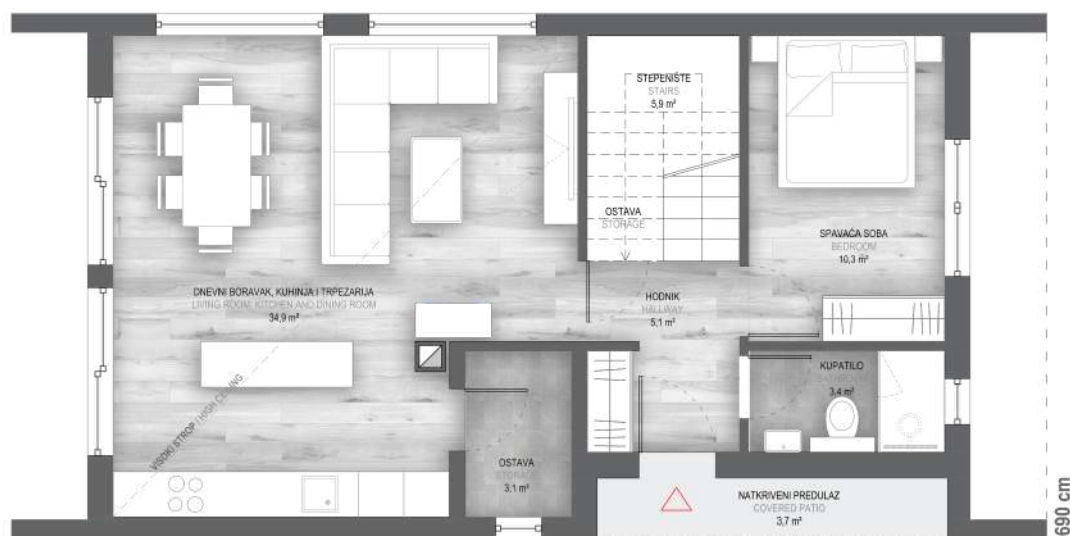 STEPENIŠTE
STAIRS
5,9 m²
OSTAVA
STORAGE
SPAVAĆA SOBA
BEDROOM
10,3 m²
DNEVNI BORAVAK, KUHINJA I TRPEZARIJA
LIVING ROOM, KITCHEN AND DINING ROOM
34,9 m²
HODNIK
HALLWAY
5,1 m²
VISOKI STROP / HIGH CEILING
KUPATILO
3,4 m²
OSTAVA
STORAGE
3,1 m²
NATKRIVENI PREDULAZ
COVERED PATIO
3,7 m²
690 cm